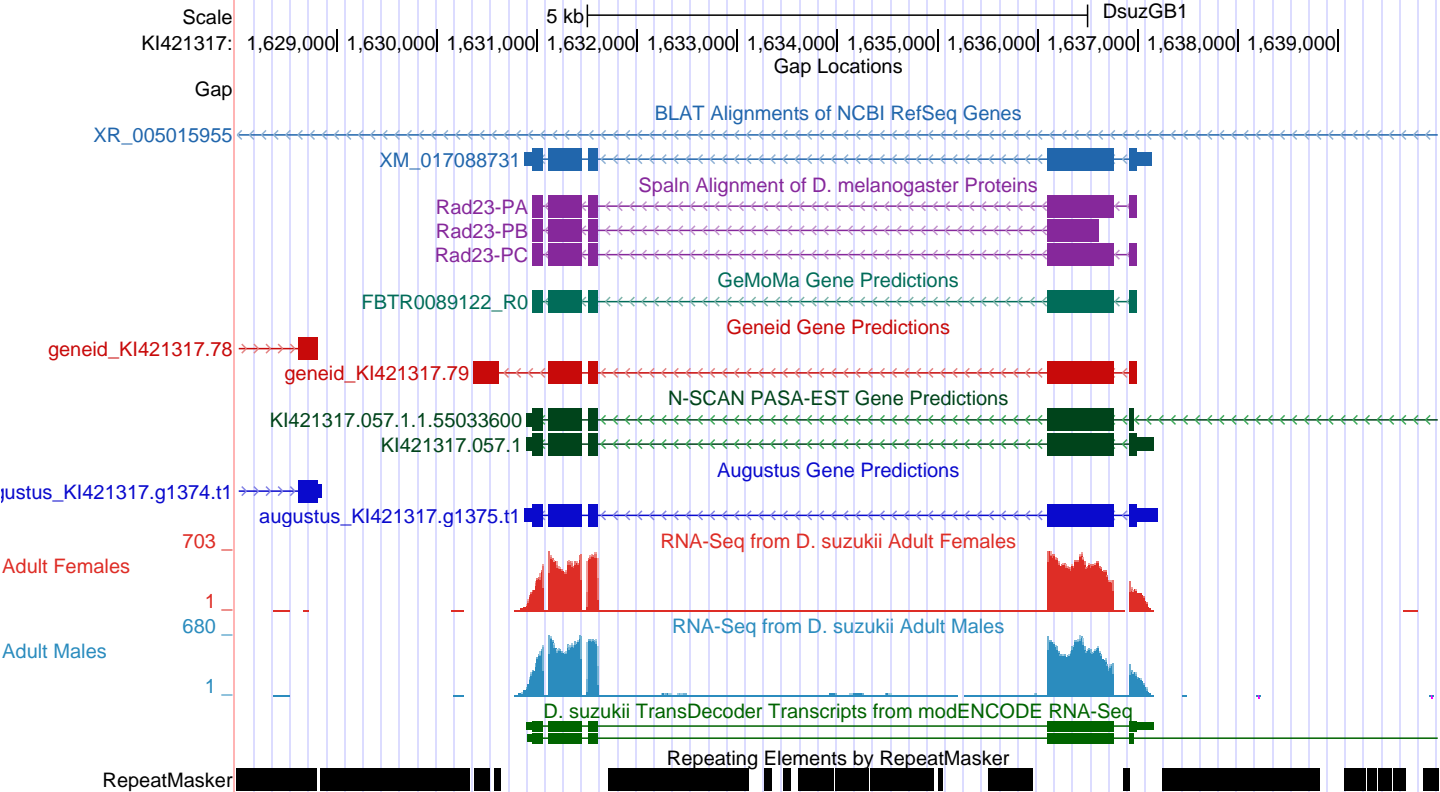 Scale 5 kb DsuzGB1
KI421317: 1,629,000 1,630,000 1,631,000 1,632,000 1,633,000 1,634,000 1,635,000 1,636,000 1,637,000 1,638,000 1,639,000
Gap Locations
Gap
BLAT Alignments of NCBI RefSeq Genes
XR_005015955
XM_017088731
Spaln Alignment of D. melanogaster Proteins
Rad23-PA
Rad23-PB
Rad23-PC
GeMoMa Gene Predictions
FBTR0089122_R0
Geneid Gene Predictions
geneid_KI421317.78
geneid_KI421317.79
N-SCAN PASA-EST Gene Predictions
KI421317.057.1.1.55033600
KI421317.057.1
Augustus Gene Predictions
gustus_KI421317.g1374.t1
augustus_KI421317.g1375.t1
703 RNA-Seq from D. suzukii Adult Females
Adult Females
1
680 RNA-Seq from D. suzukii Adult Males
Adult Males
1
D. suzukii TransDecoder Transcripts from modENCODE RNA-Seq
Repeating Elements by RepeatMasker
RepeatMasker